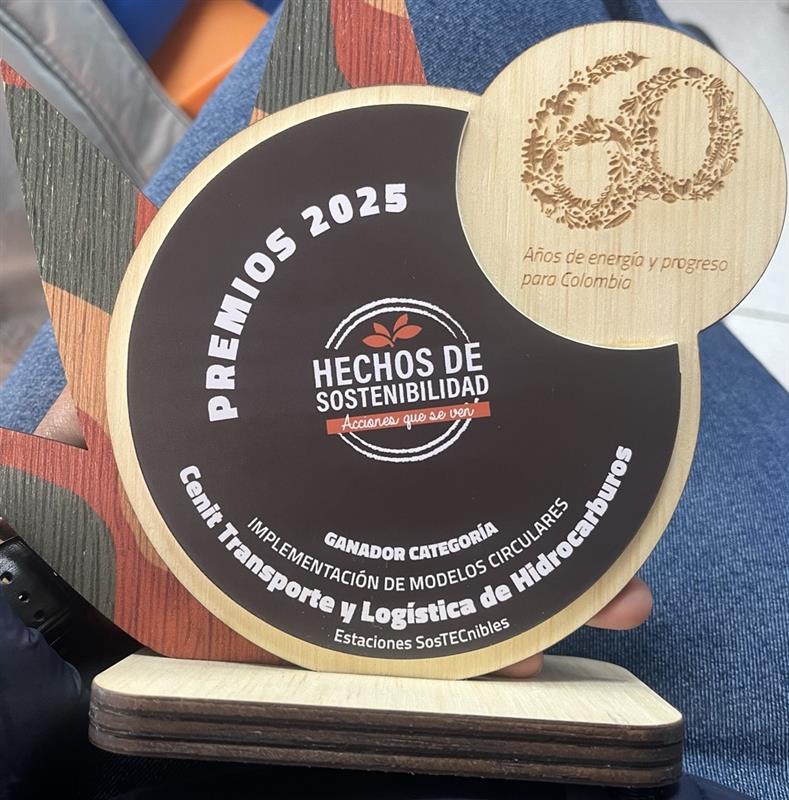 60
Años de energía y progreso
para Colombia
PREMIOS 2025
HECHOS DE
SOSTENIBILIDAD
Acciones que se ven
GANADOR CATEGORÍA
IMPLEMENTACIÓN DE MODELOS CIRCULARES
Cenit Transporte y Logística de Hidrocarburos
Estaciones SosTECnibles